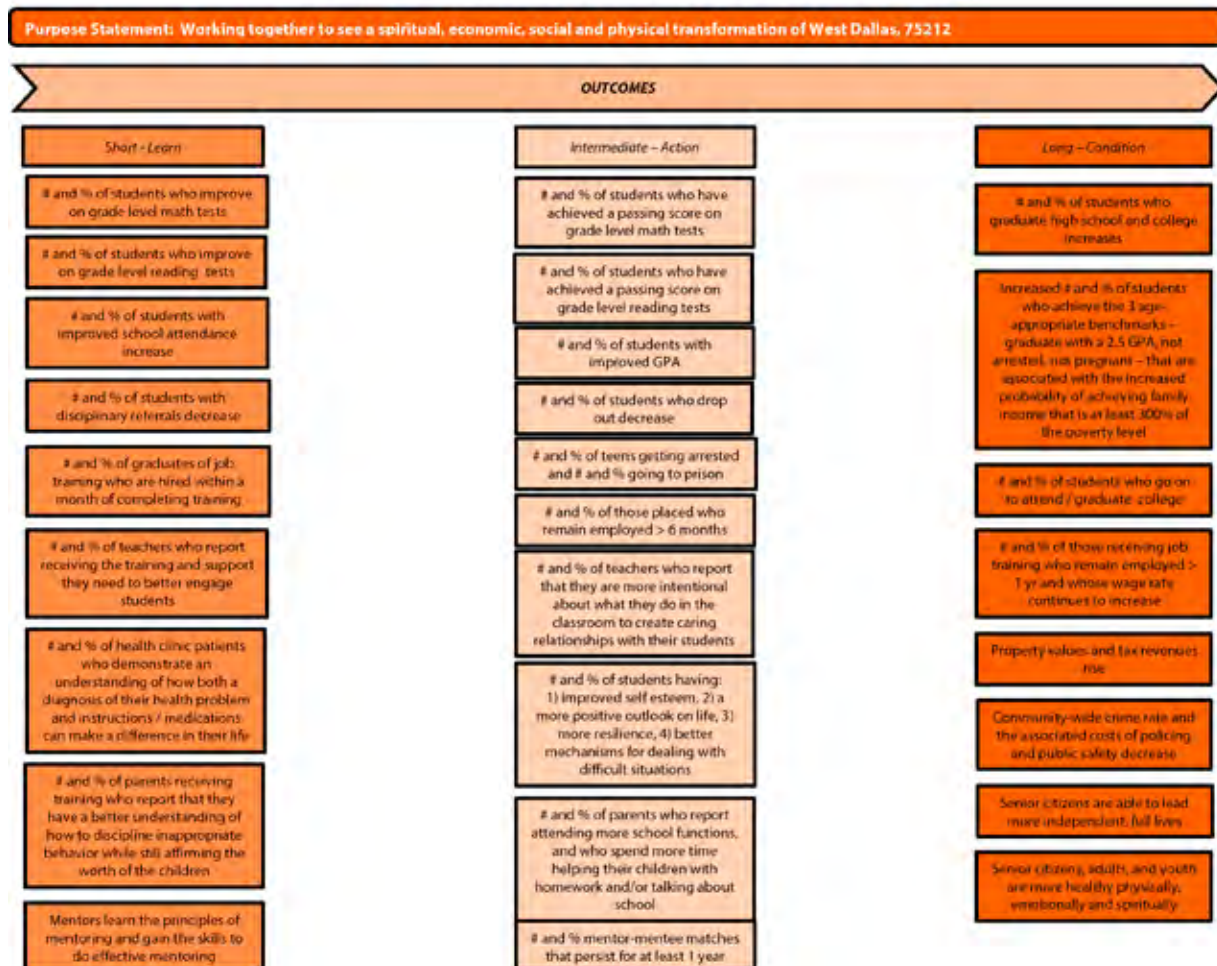 Purpose Statement: Working together to see a spiritual, economic, social and physical transformation of West Dallas, 75212
OUTCOMES
Short - Learn
# and % of students who improve
on grade level math tests
# and % of students who improve
on grade level reading tests
# and % of students with
improved school attendance
increase
# and % of students with
disciplinary referrals decrease
# and % of graduates of job
training who are hired within a
month of completing training
# and % of teachers who report
receiving the training and support
they need to better engage
students
# and % of health clinic patients
who demonstrate an
understanding of how both a
diagnosis of their health problem
and instructions / medications
can make a difference in their life
# and % of parents receiving
training who report that they
have a better understanding of
how to discipline inappropriate
behavior while still affirming the
worth of the children
Mentors learn the principles of
mentoring and gain the skills to
do effective mentoring
Intermediate – Action
# and % of students who have
achieved a passing score on
grade level math tests
# and % of students who have
achieved a passing score on
grade level reading tests
# and % of students with
improved GPA
# and % of students who drop
out decrease
# and % of teens getting arrested
and # and % going to prison
# and % of those placed who
remain employed > 6 months
# and % of teachers who report
that they are more intentional
about what they do in the
classroom to create caring
relationships with their students
# and % of students having:
1) improved self esteem, 2) a
more positive outlook on life, 3)
more resilience, 4) better
mechanisms for dealing with
difficult situations
# and % of parents who report
attending more school functions,
and who spend more time
helping their children with
homework and/or talking about
school
# and % mentor-mentee matches
that persist for at least 1 year
Long – Condition
# and % of students who
graduate high school and college
increases
Increased # and % of students
who achieve the 3 age-
appropriate benchmarks –
graduate with a 2.5 GPA, not
arrested, not pregnant – that are
associated with the increased
probability of achieving family
income that is at least 300% of
the poverty level
# and % of students who go on
to attend / graduate college
# and % of those receiving job
training who remain employed >
1 yr and whose wage rate
continues to increase
Property values and tax revenues
rise
Community-wide crime rate and
the associated costs of policing
and public safety decrease
Senior citizens are able to lead
more independent, full lives
Senior citizens, adults, and youth
are more healthy physically,
emotionally and spiritually